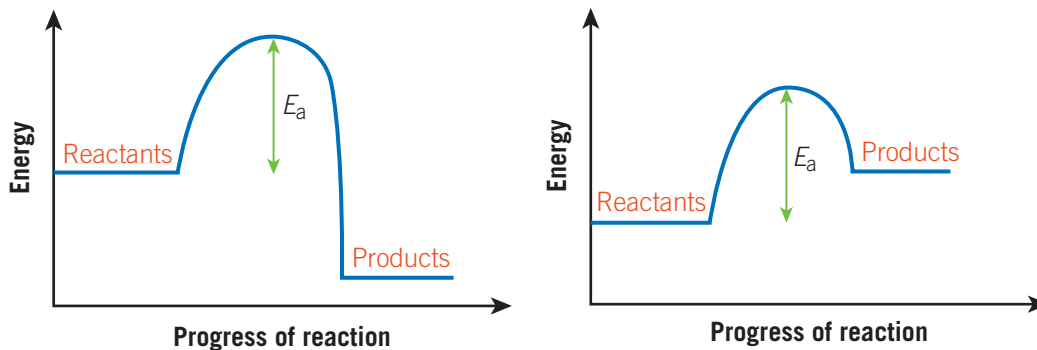 Energy
Reactants
Eₐ
Products
Progress of reaction
Energy
Reactants
Eₐ
Products
Progress of reaction